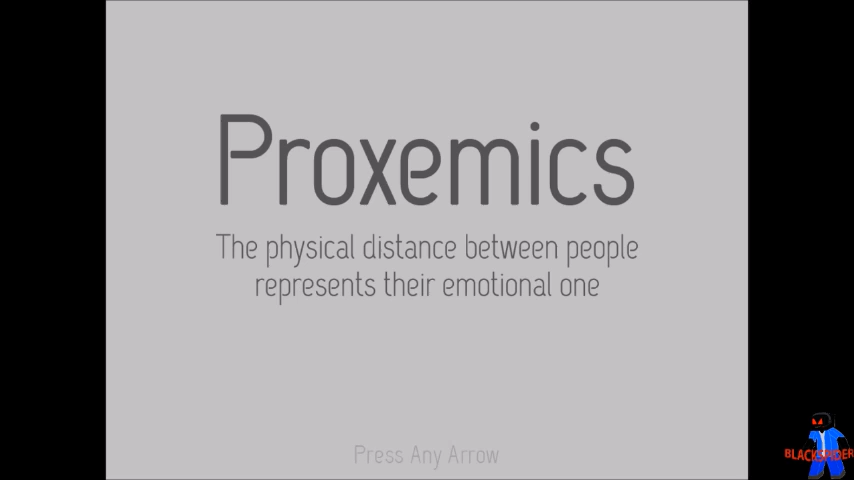 Proxemics
The physical distance between people
represents their emotional one
Press Any Arrow
BLACKSPIDER